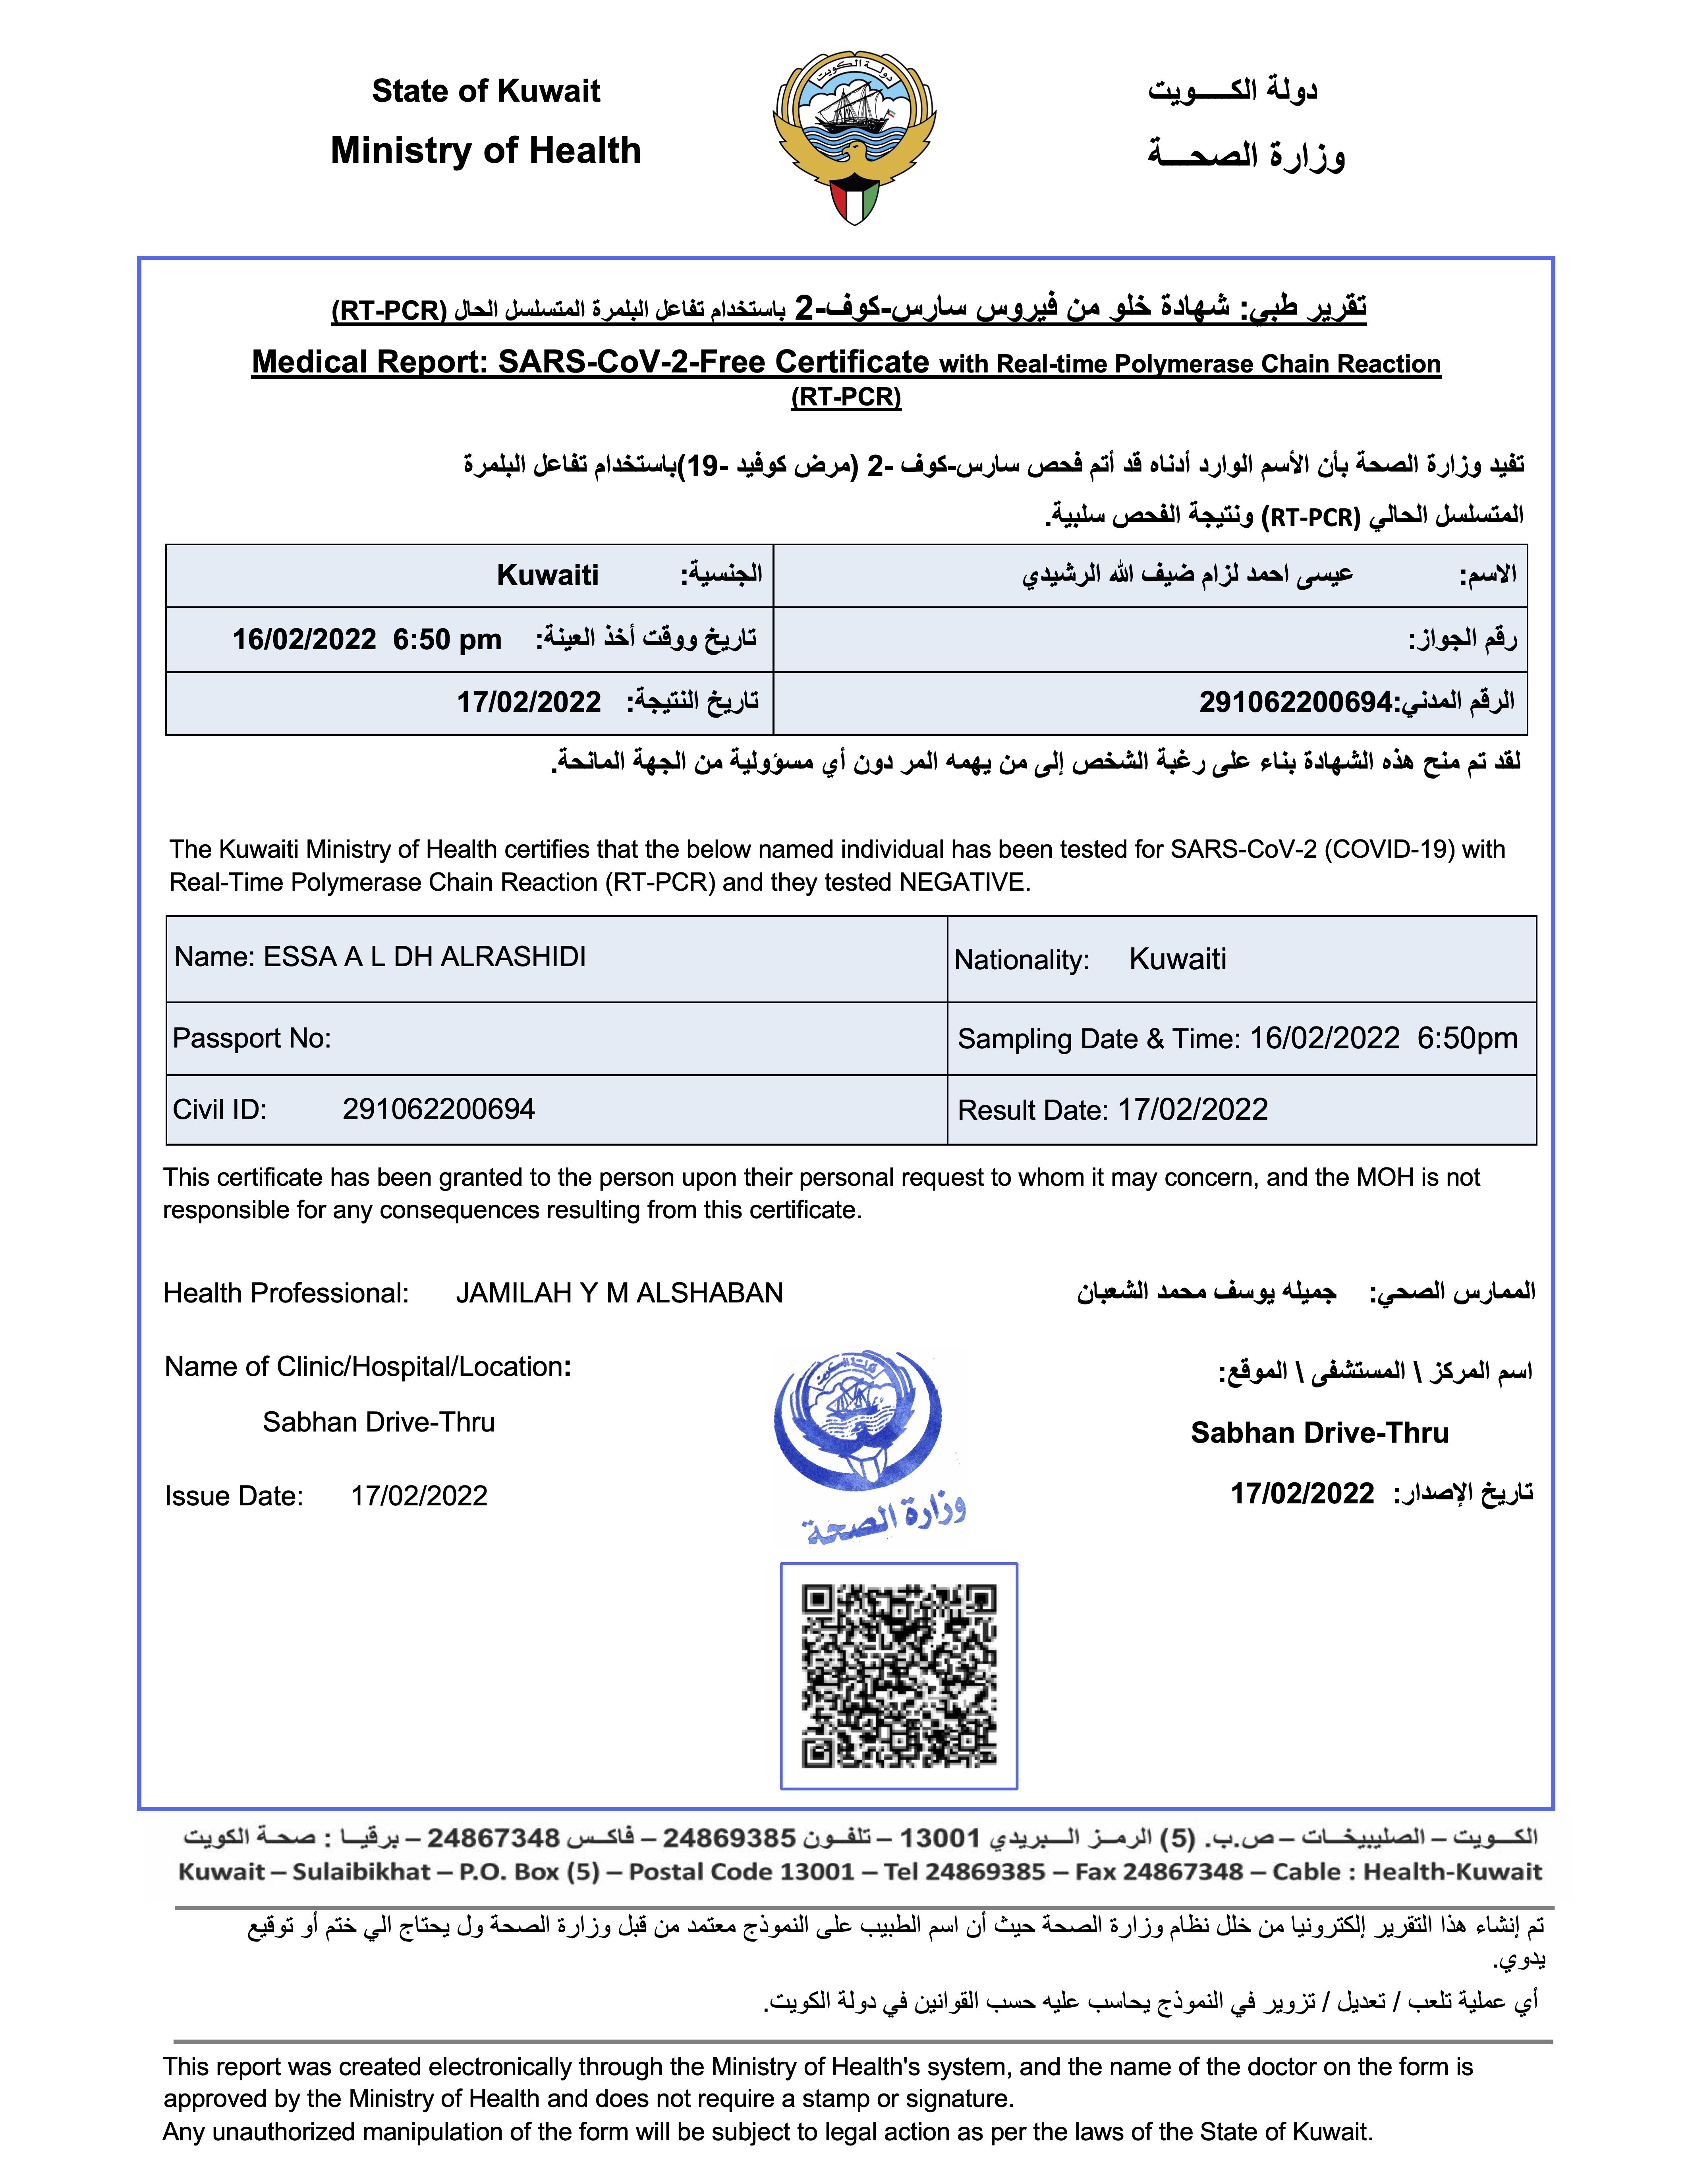 State of Kuwait
Ministry of Health
دولة الكـــــويت
وزارة الصحـــة
دولة الكويت
تقرير طبي: شهادة خلو من فيروس سارس-كوف-2 باستخدام تفاعل البلمرة المتسلسل الحال (RT-PCR)
Medical Report: SARS-CoV-2-Free Certificate with Real-time Polymerase Chain Reaction
(RT-PCR)
تفيد وزارة الصحة بأن الأسم الوارد أدناه قد أتم فحص سارس-كوف -2 (مرض كوفيد -19)باستخدام تفاعل البلمرة
المتسلسل الحالي (RT-PCR) ونتيجة الفحص سلبية.
الاسم: عيسى احمد لزام ضيف الله الرشيدي
الجنسية: Kuwaiti
رقم الجواز:
تاريخ ووقت أخذ العينة: 16/02/2022 6:50 pm
الرقم المدني:291062200694
تاريخ النتيجة: 17/02/2022
لقد تم منح هذه الشهادة بناء على رغبة الشخص إلى من يهمه المر دون أي مسؤولية من الجهة المانحة.
The Kuwaiti Ministry of Health certifies that the below named individual has been tested for SARS-CoV-2 (COVID-19) with
Real-Time Polymerase Chain Reaction (RT-PCR) and they tested NEGATIVE.
Name: ESSA A L DH ALRASHIDI
Nationality: Kuwaiti
Passport No:
Sampling Date & Time: 16/02/2022 6:50pm
Civil ID: 291062200694
Result Date: 17/02/2022
This certificate has been granted to the person upon their personal request to whom it may concern, and the MOH is not
responsible for any consequences resulting from this certificate.
Health Professional: JAMILAH Y M ALSHABAN
الممارس الصحي: جميله يوسف محمد الشعبان
Name of Clinic/Hospital/Location:
Sabhan Drive-Thru
اسم المركز \ المستشفى \ الموقع:
Sabhan Drive-Thru
Issue Date: 17/02/2022
تاريخ الإصدار: 17/02/2022
وزارة الصحة
الكـــويت – الصليبيخـات – ص.ب. (5) الرمـز الـــبريدي 13001 – تلفــون 24869385 – فاكـس 24867348 – برقيـا : صحـة الكويت
Kuwait – Sulaibikhat – P.O. Box (5) – Postal Code 13001 – Tel 24869385 – Fax 24867348 – Cable : Health-Kuwait
تم إنشاء هذا التقرير إلكترونيا من خلل نظام وزارة الصحة حيث أن اسم الطبيب على النموذج معتمد من قبل وزارة الصحة ول يحتاج الي ختم أو توقيع
يدوي.
أي عملية تلعب / تعديل / تزوير في النموذج يحاسب عليه حسب القوانين في دولة الكويت.
This report was created electronically through the Ministry of Health's system, and the name of the doctor on the form is
approved by the Ministry of Health and does not require a stamp or signature.
Any unauthorized manipulation of the form will be subject to legal action as per the laws of the State of Kuwait.